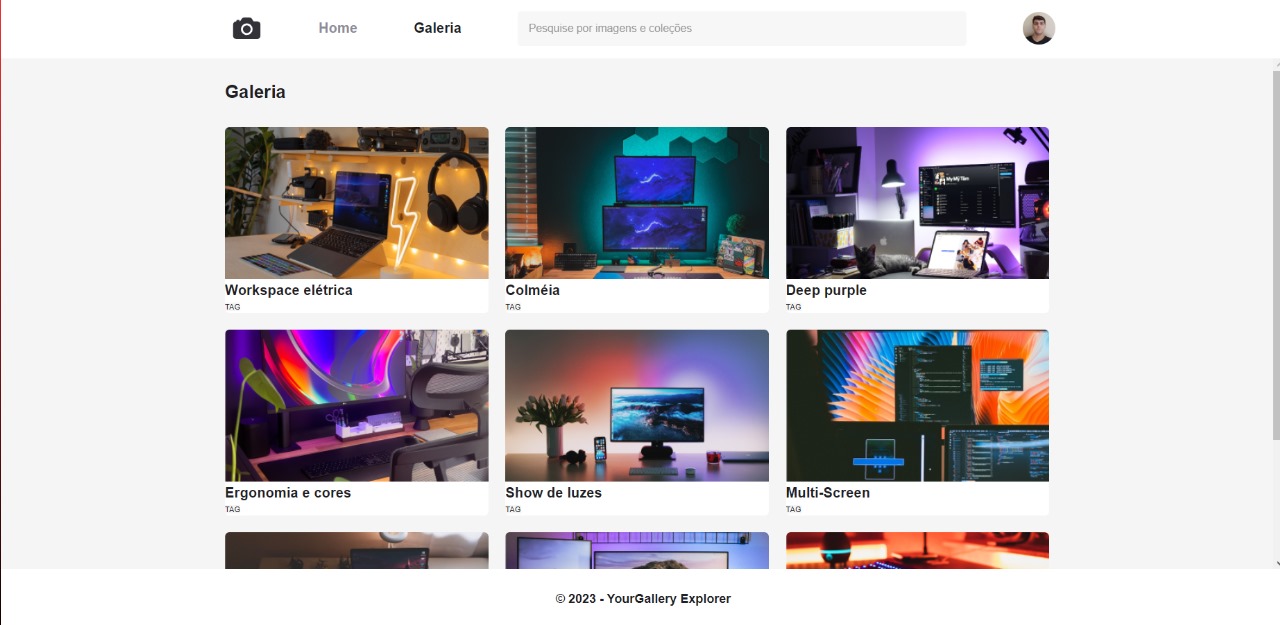 Home
Galeria
Pesquise por imagens e coleções
Galeria
Workspace elétrica
TAG
Colméia
TAG
Deep purple
TAG
Ergonomia e cores
TAG
Show de luzes
TAG
Multi-Screen
TAG
© 2023 - YourGallery Explorer